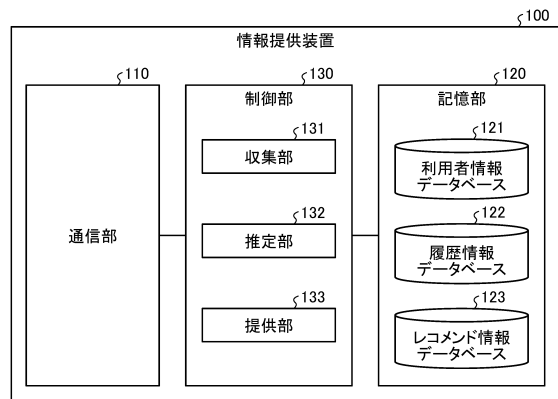 100
情報提供装置
110
通信部
130
制御部
131
収集部
132
推定部
133
提供部
120
記憶部
121
利用者情報
データベース
122
履歴情報
データベース
123
レコメンド情報
データベース